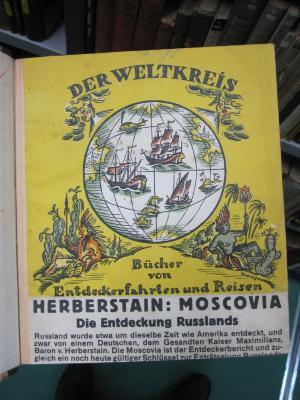 DER WELTKREIS
Bücher
von
Entdeckerfahrten und Reisen
HERBERSTAIN: MOSCOVIA
Die Entdeckung Russlands
Russland wurde etwa um dieselbe Zeit wie Amerika entdeckt, und
zwar von einem Deutschen, dem Gesandten Kaiser Maximilians,
Baron v. Herberstain. Die Moscovia ist der Entdeckerbericht und zu-
gleich ein noch heute gültiger Schlüssel zur Enträtselung Russlands